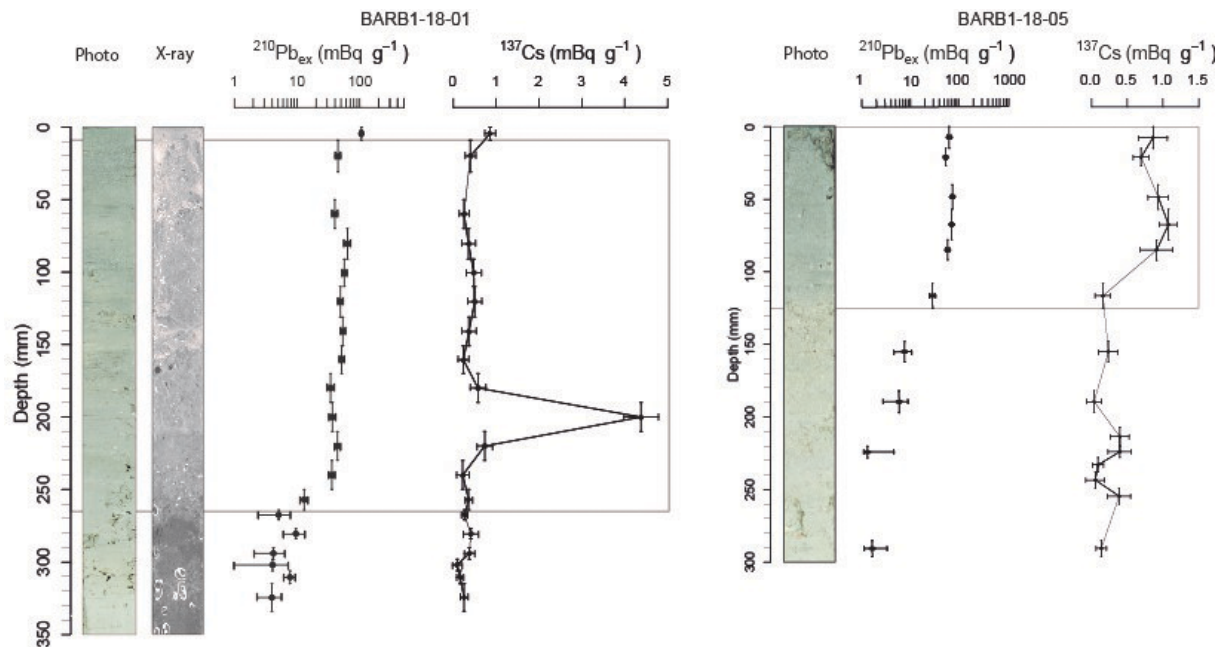 BARB1-18-01
Photo X-ray ²¹⁰Pbₑₓ (mBq g⁻¹) ¹³⁷Cs (mBq g⁻¹)
1 10 100 0 1 2 3 4 5
Depth (mm)
0
50
100
150
200
250
300
350
BARB1-18-05
Photo ²¹⁰Pbₑₓ (mBq g⁻¹) ¹³⁷Cs (mBq g⁻¹)
1 10 100 1000 0.0 0.5 1.0 1.5
Depth (mm)
0
50
100
150
200
250
300